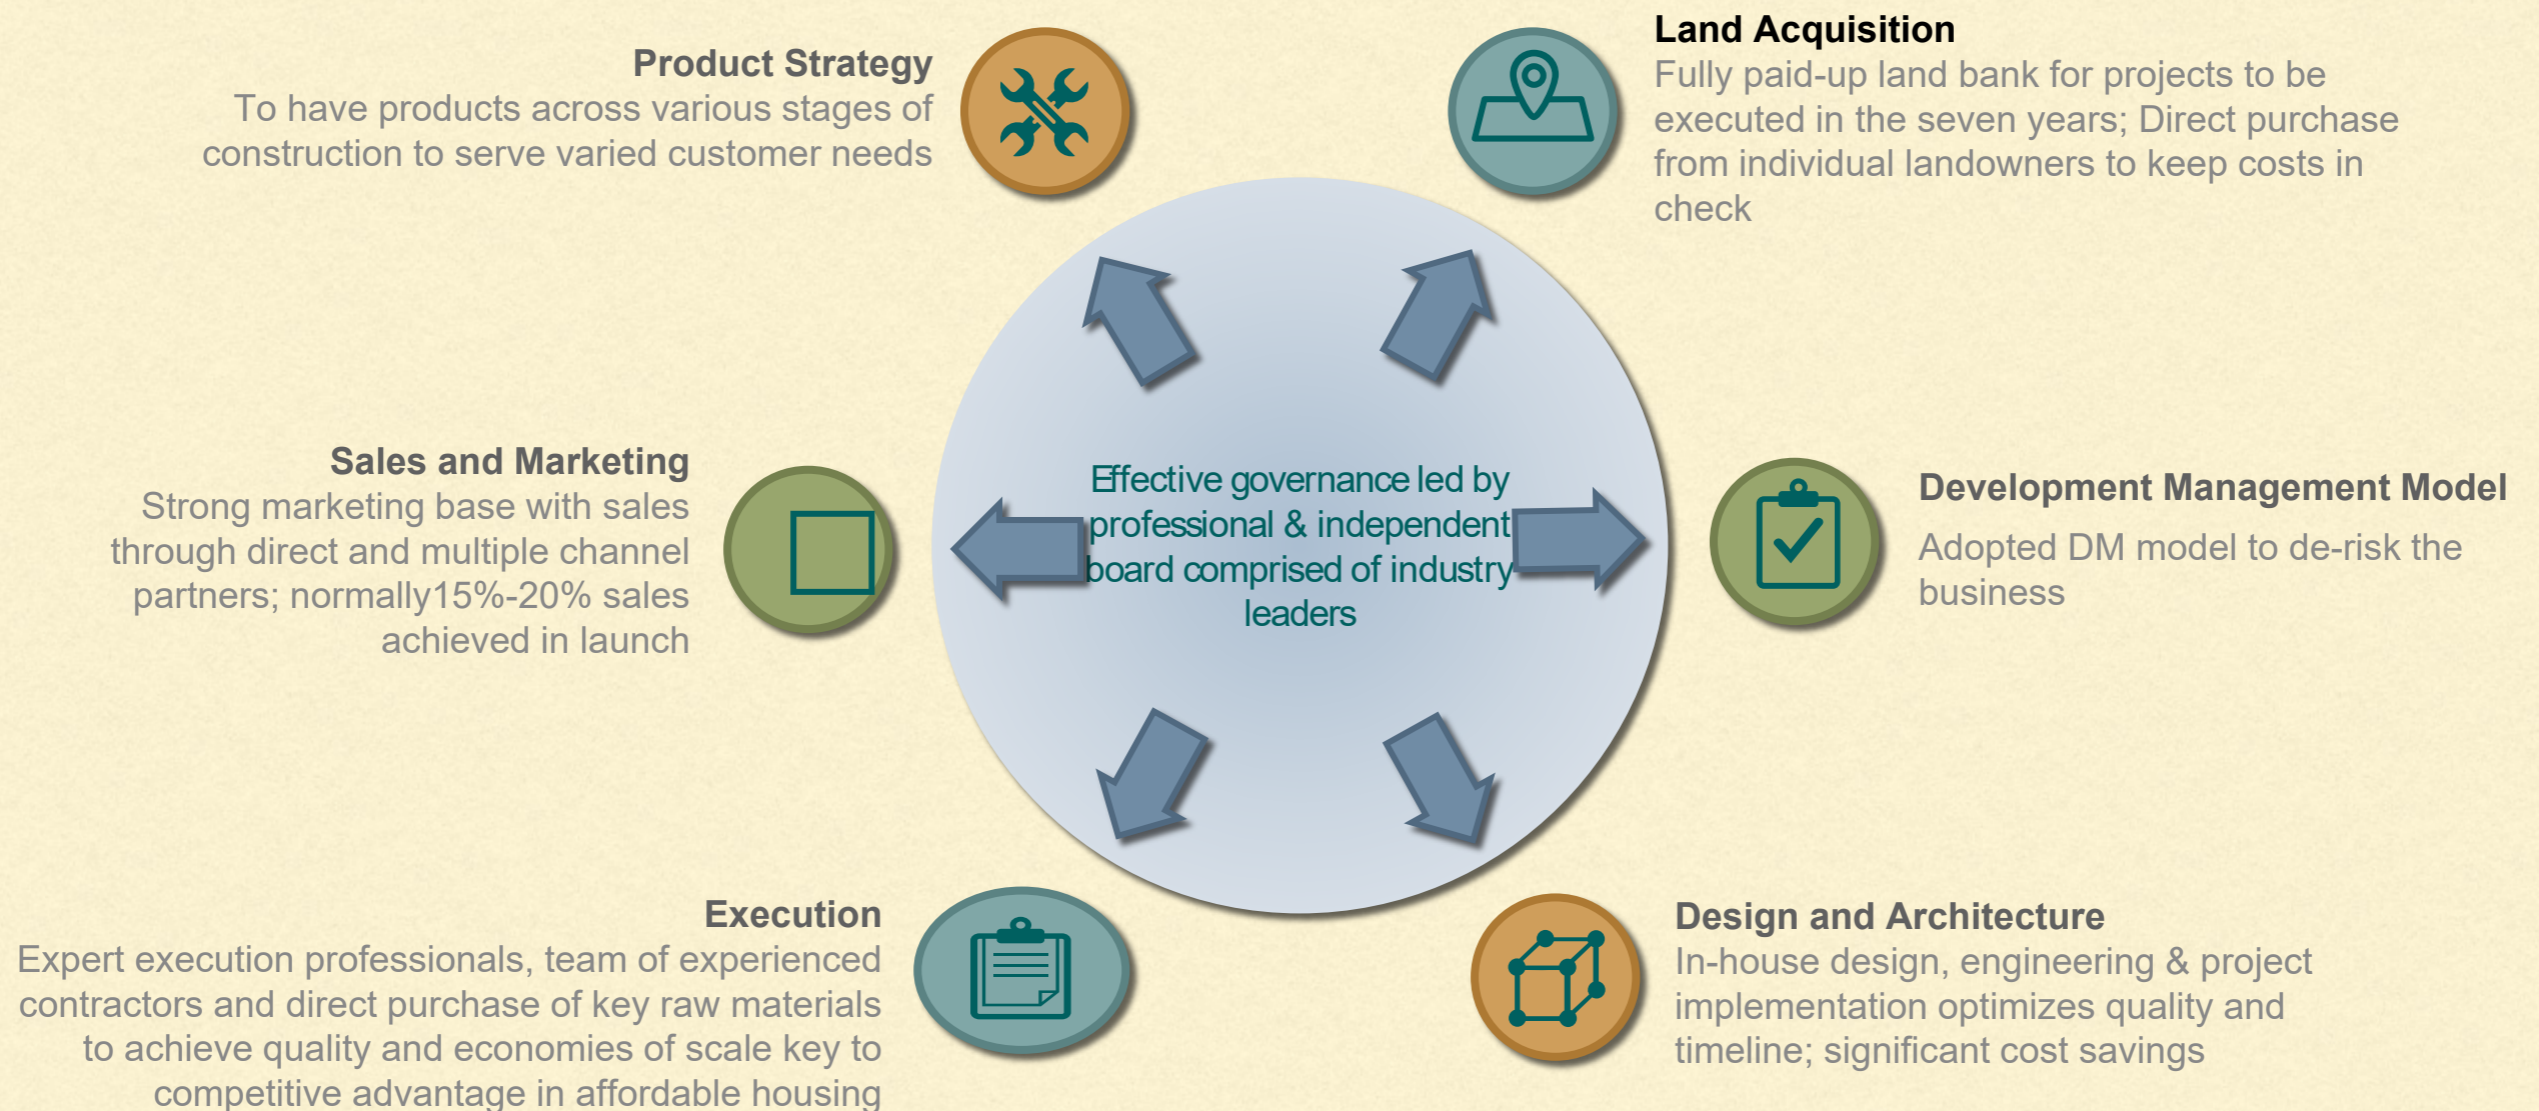 Product Strategy
To have products across various stages of
construction to serve varied customer needs
Land Acquisition
Fully paid-up land bank for projects to be
executed in the seven years; Direct purchase
from individual landowners to keep costs in
check
Sales and Marketing
Strong marketing base with sales
through direct and multiple channel
partners; normally15%-20% sales
achieved in launch
Effective governance led by
professional & independent
board comprised of industry
leaders
Development Management Model
Adopted DM model to de-risk the
business
Execution
Expert execution professionals, team of experienced
contractors and direct purchase of key raw materials
to achieve quality and economies of scale key to
competitive advantage in affordable housing
Design and Architecture
In-house design, engineering & project
implementation optimizes quality and
timeline; significant cost savings